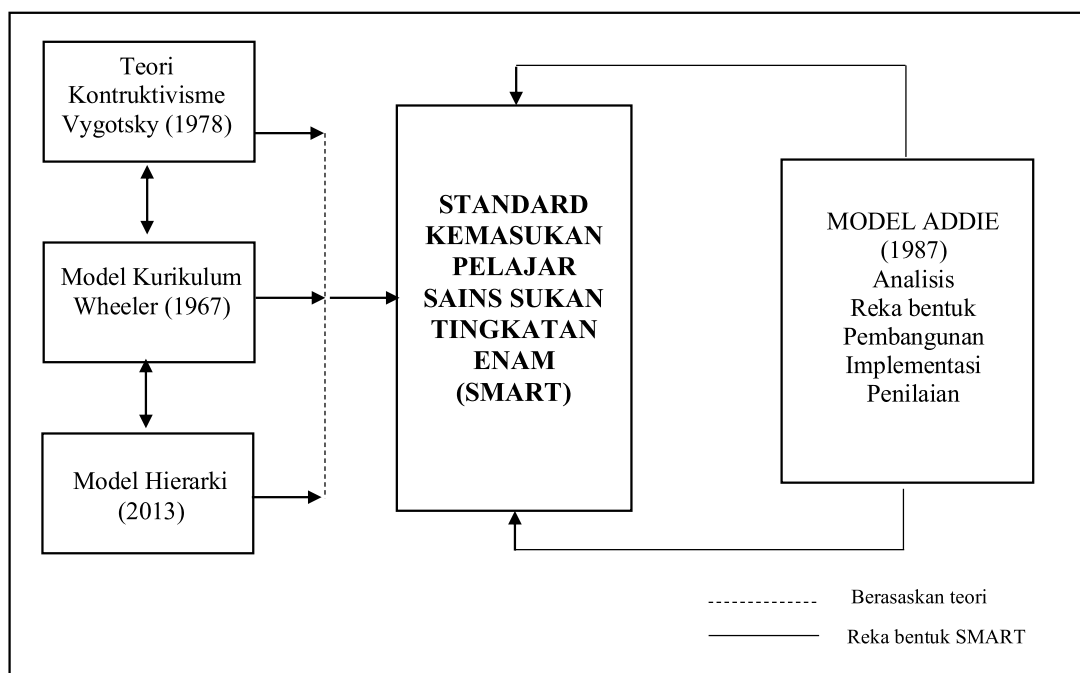 Teori
Kontruktivisme
Vygotsky (1978)
Model Kurikulum
Wheeler (1967)
Model Hierarki
(2013)
STANDARD
KEMASUKAN
PELAJAR
SAINS SUKAN
TINGKATAN
ENAM
(SMART)
MODEL ADDIE
(1987)
Analisis
Reka bentuk
Pembangunan
Implementasi
Penilaian
Berasaskan teori
Reka bentuk SMART